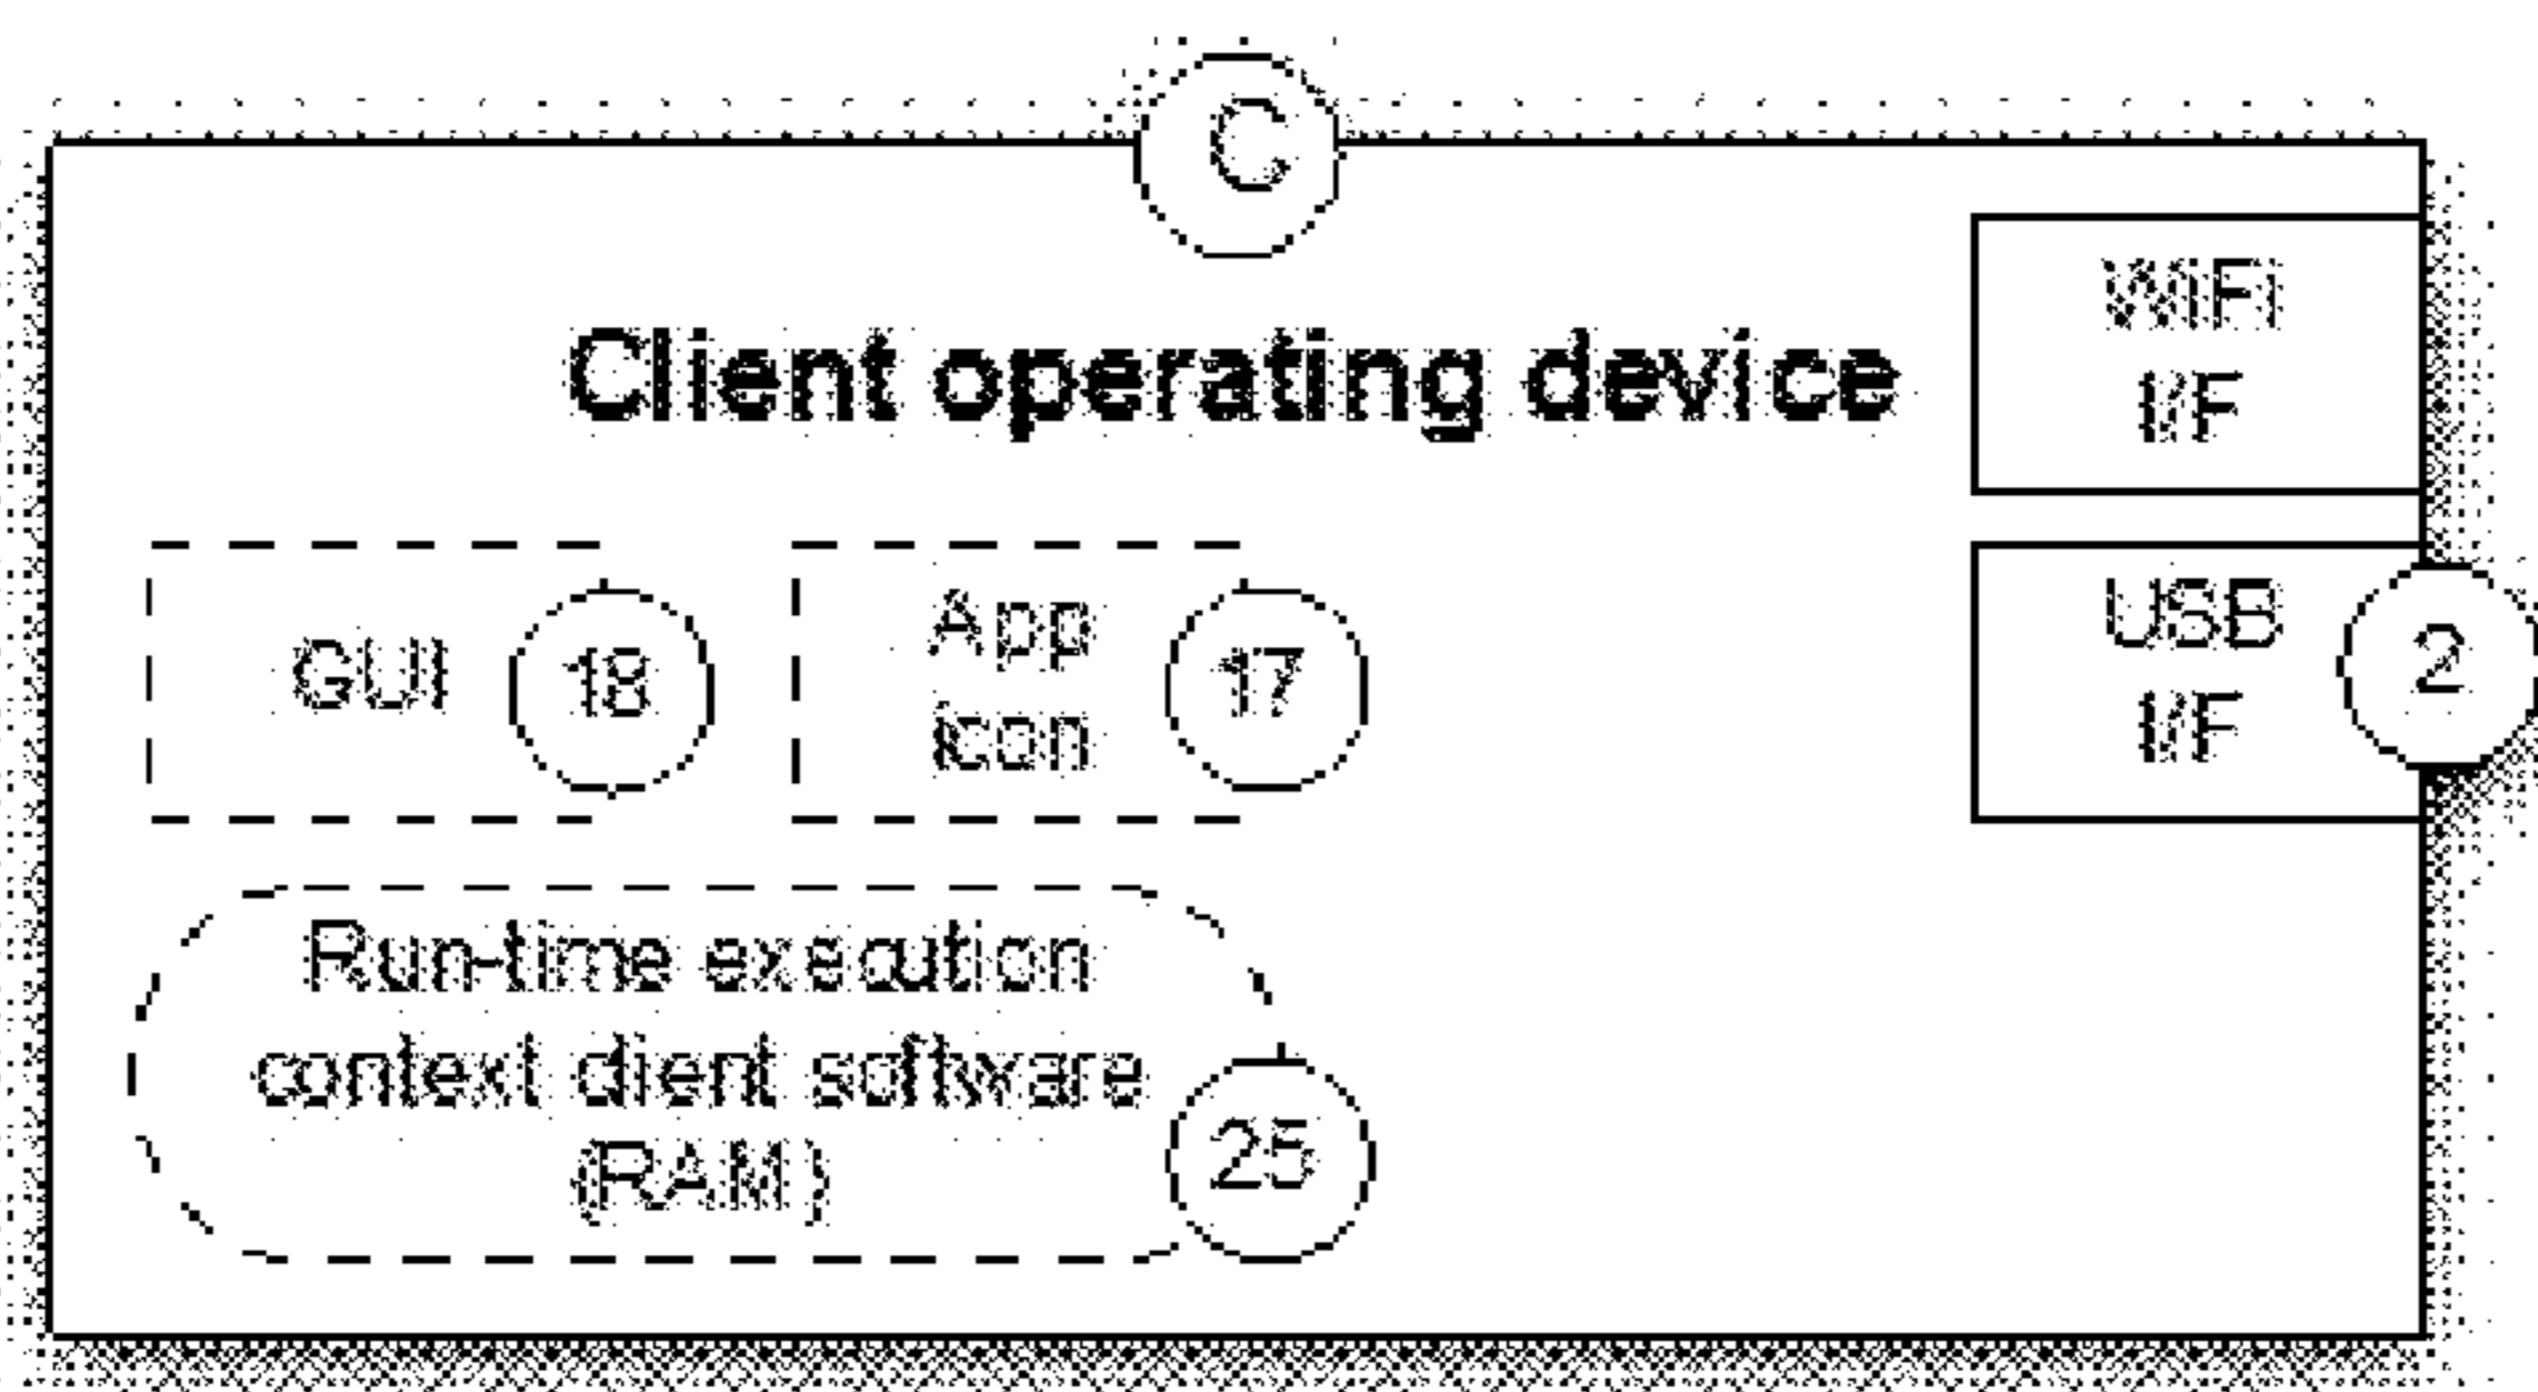 C
Client operating device
WiFi
I/F
GUI
18
App
icon
17
USB
I/F
2
Run-time execution
context client software
(RAM)
25